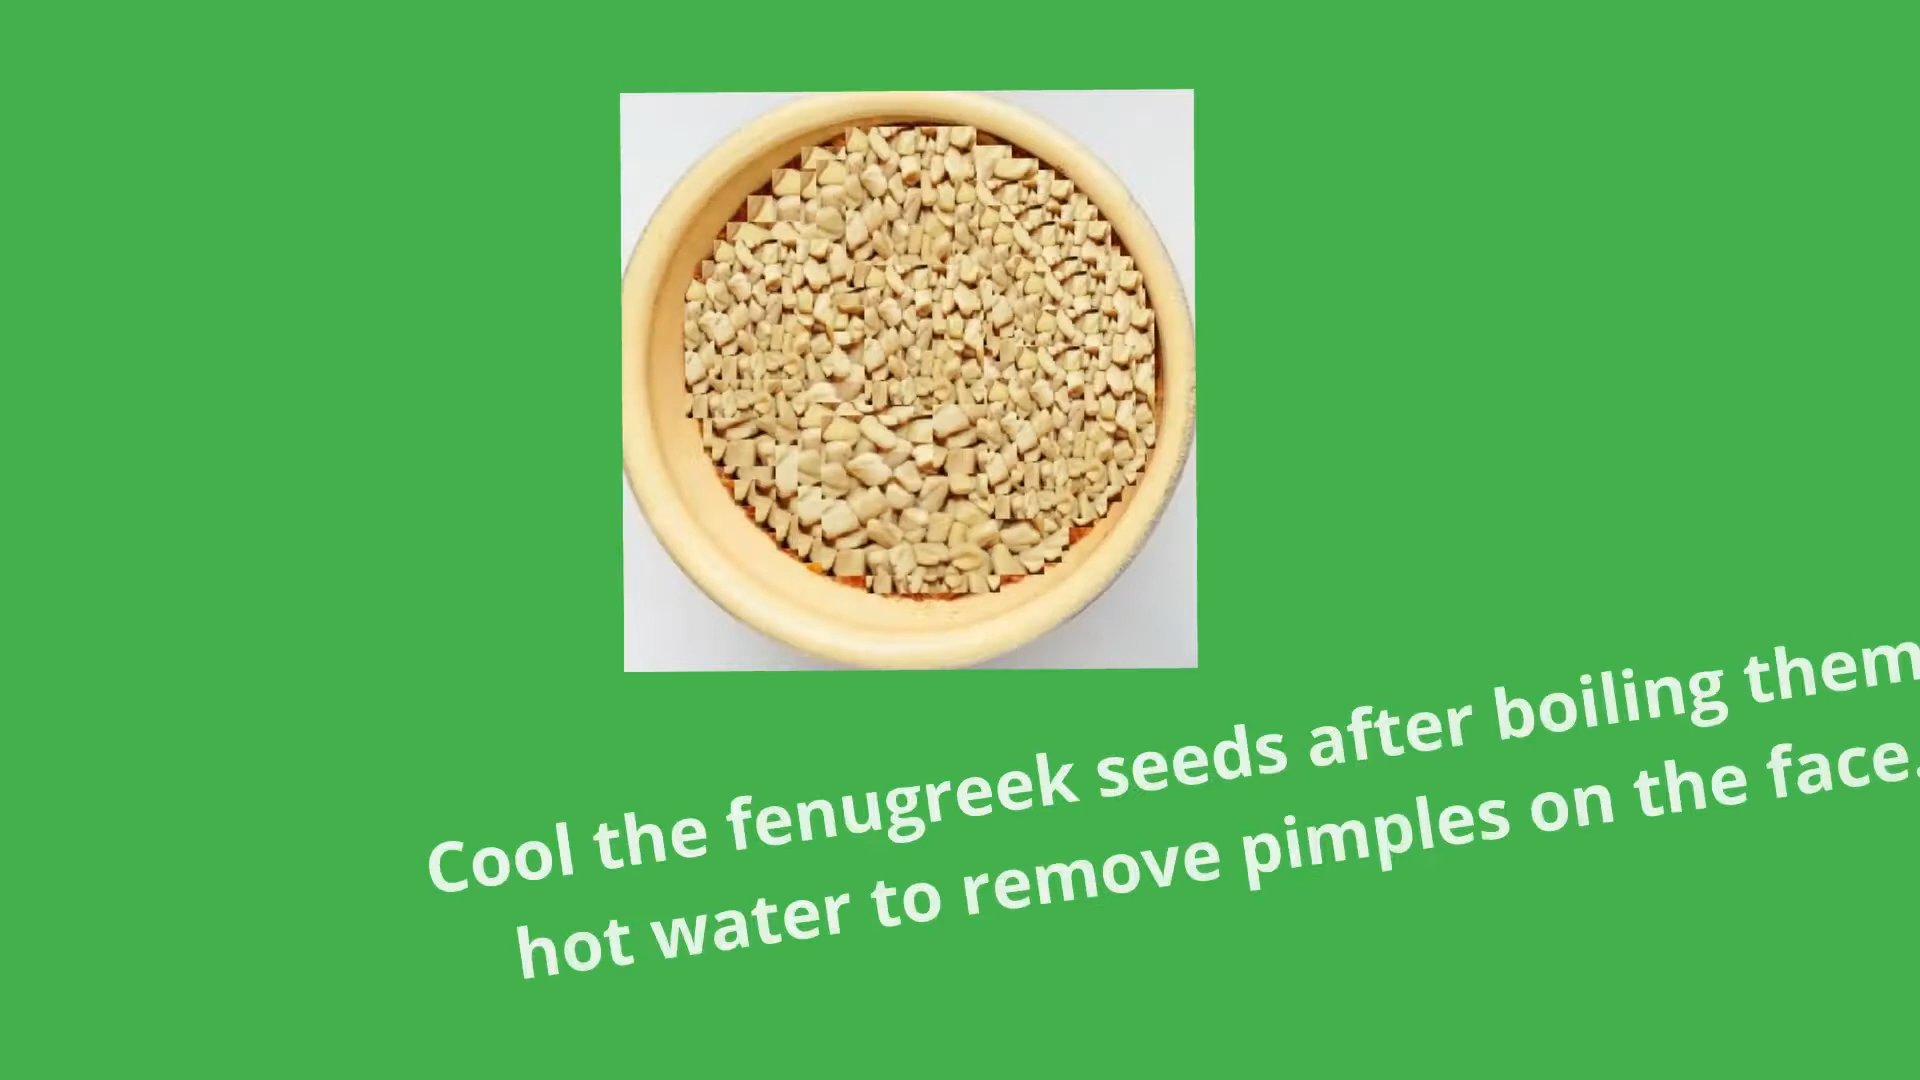 Cool the fenugreek seeds after boiling them
hot water to remove pimples on the face.